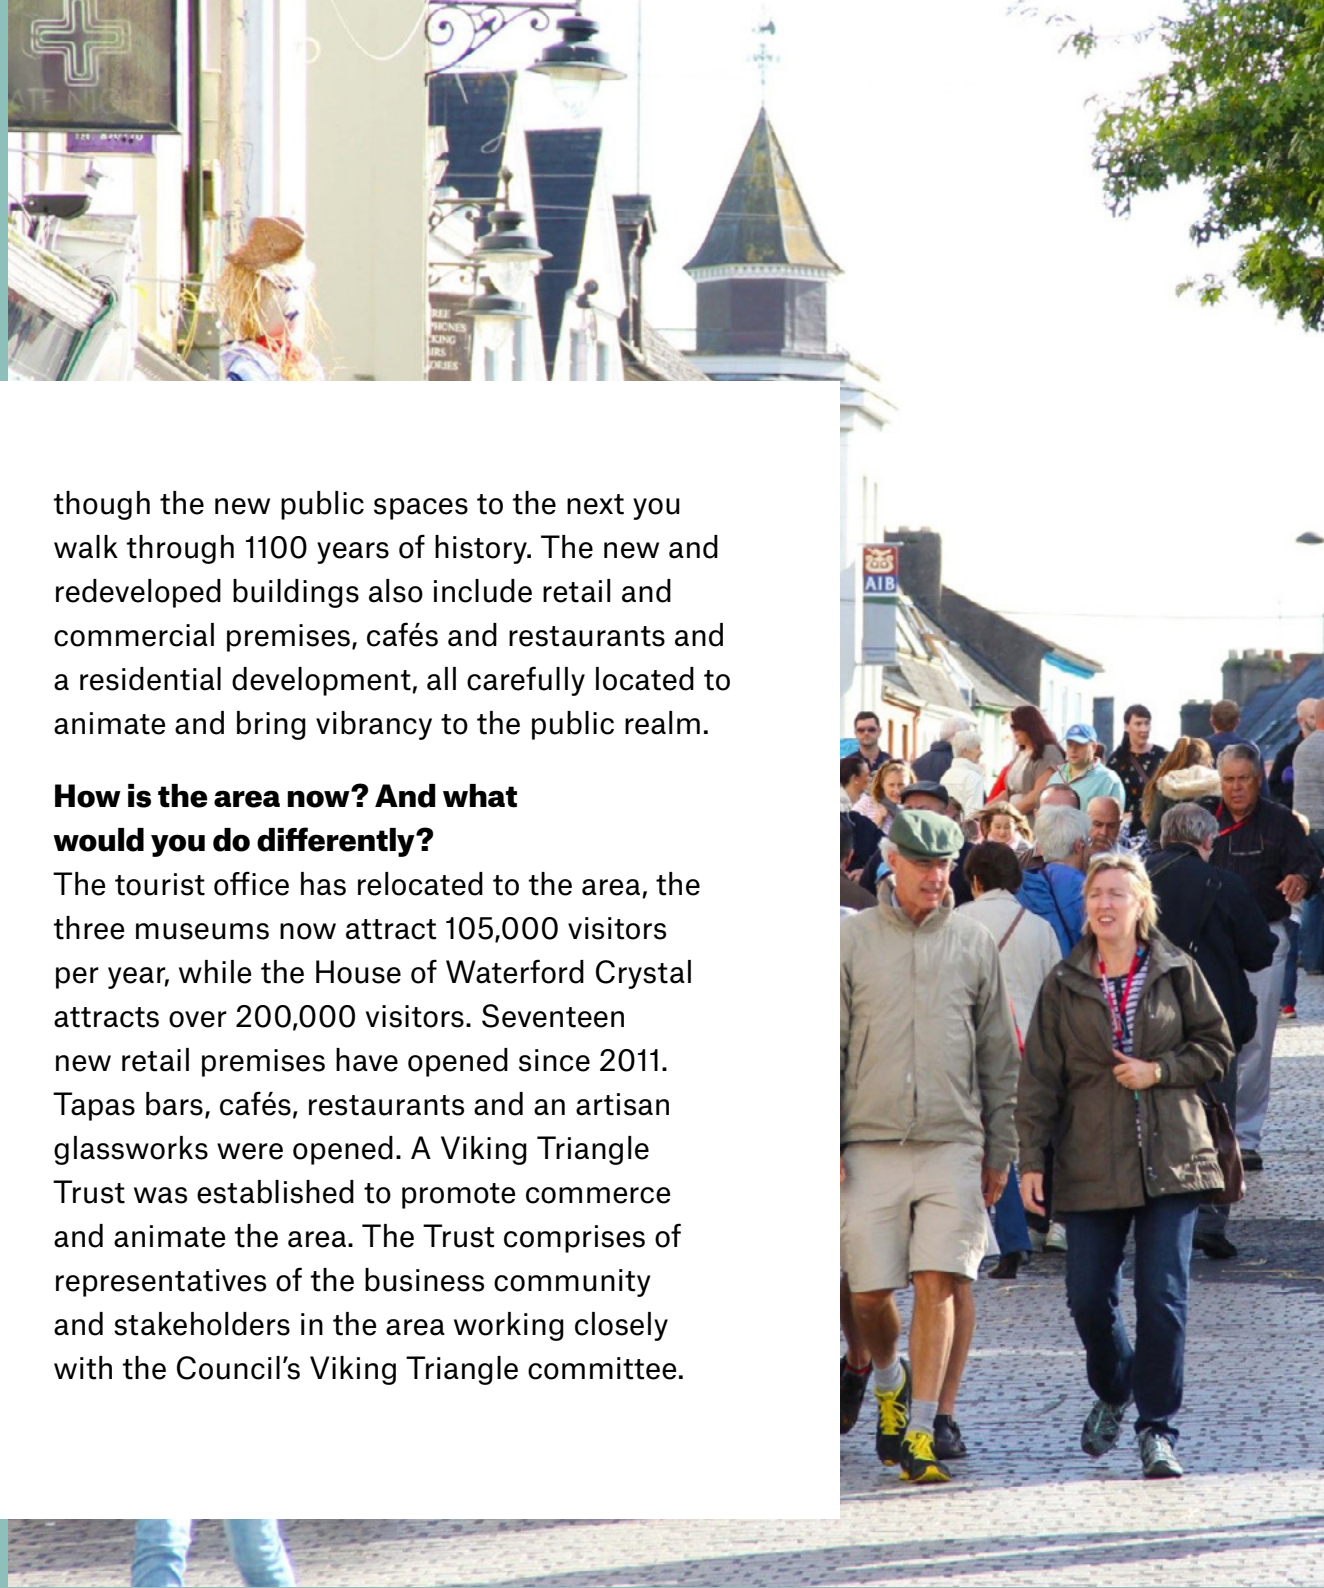 ATE NIGHT
AIB
though the new public spaces to the next you
walk through 1100 years of history. The new and
redeveloped buildings also include retail and
commercial premises, cafés and restaurants and
a residential development, all carefully located to
animate and bring vibrancy to the public realm.
How is the area now? And what
would you do differently?
The tourist office has relocated to the area, the
three museums now attract 105,000 visitors
per year, while the House of Waterford Crystal
attracts over 200,000 visitors. Seventeen
new retail premises have opened since 2011.
Tapas bars, cafés, restaurants and an artisan
glassworks were opened. A Viking Triangle
Trust was established to promote commerce
and animate the area. The Trust comprises of
representatives of the business community
and stakeholders in the area working closely
with the Council’s Viking Triangle committee.